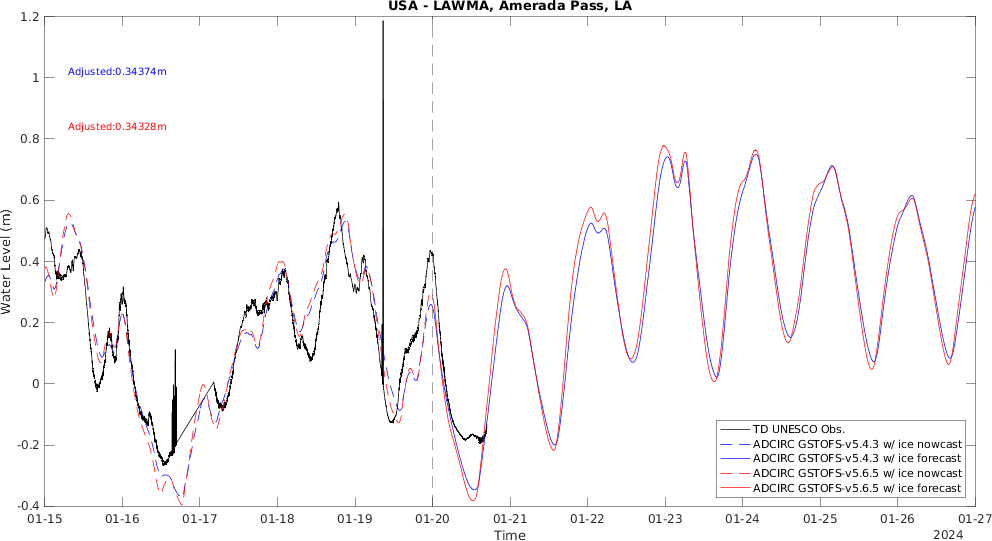 USA - LAWMA, Amerada Pass, LA
1.2
1
0.8
0.6
0.4
0.2
0
-0.2
-0.4
Water Level (m)
Adjusted:0.34374m
Adjusted:0.34328m
TD UNESCO Obs.
ADCIRC GSTOFS-v5.4.3 w/ ice nowcast
ADCIRC GSTOFS-v5.4.3 w/ ice forecast
ADCIRC GSTOFS-v5.6.5 w/ ice nowcast
ADCIRC GSTOFS-v5.6.5 w/ ice forecast
01-15 01-16 01-17 01-18 01-19 01-20 01-21 01-22 01-23 01-24 01-25 01-26 01-27
Time
2024